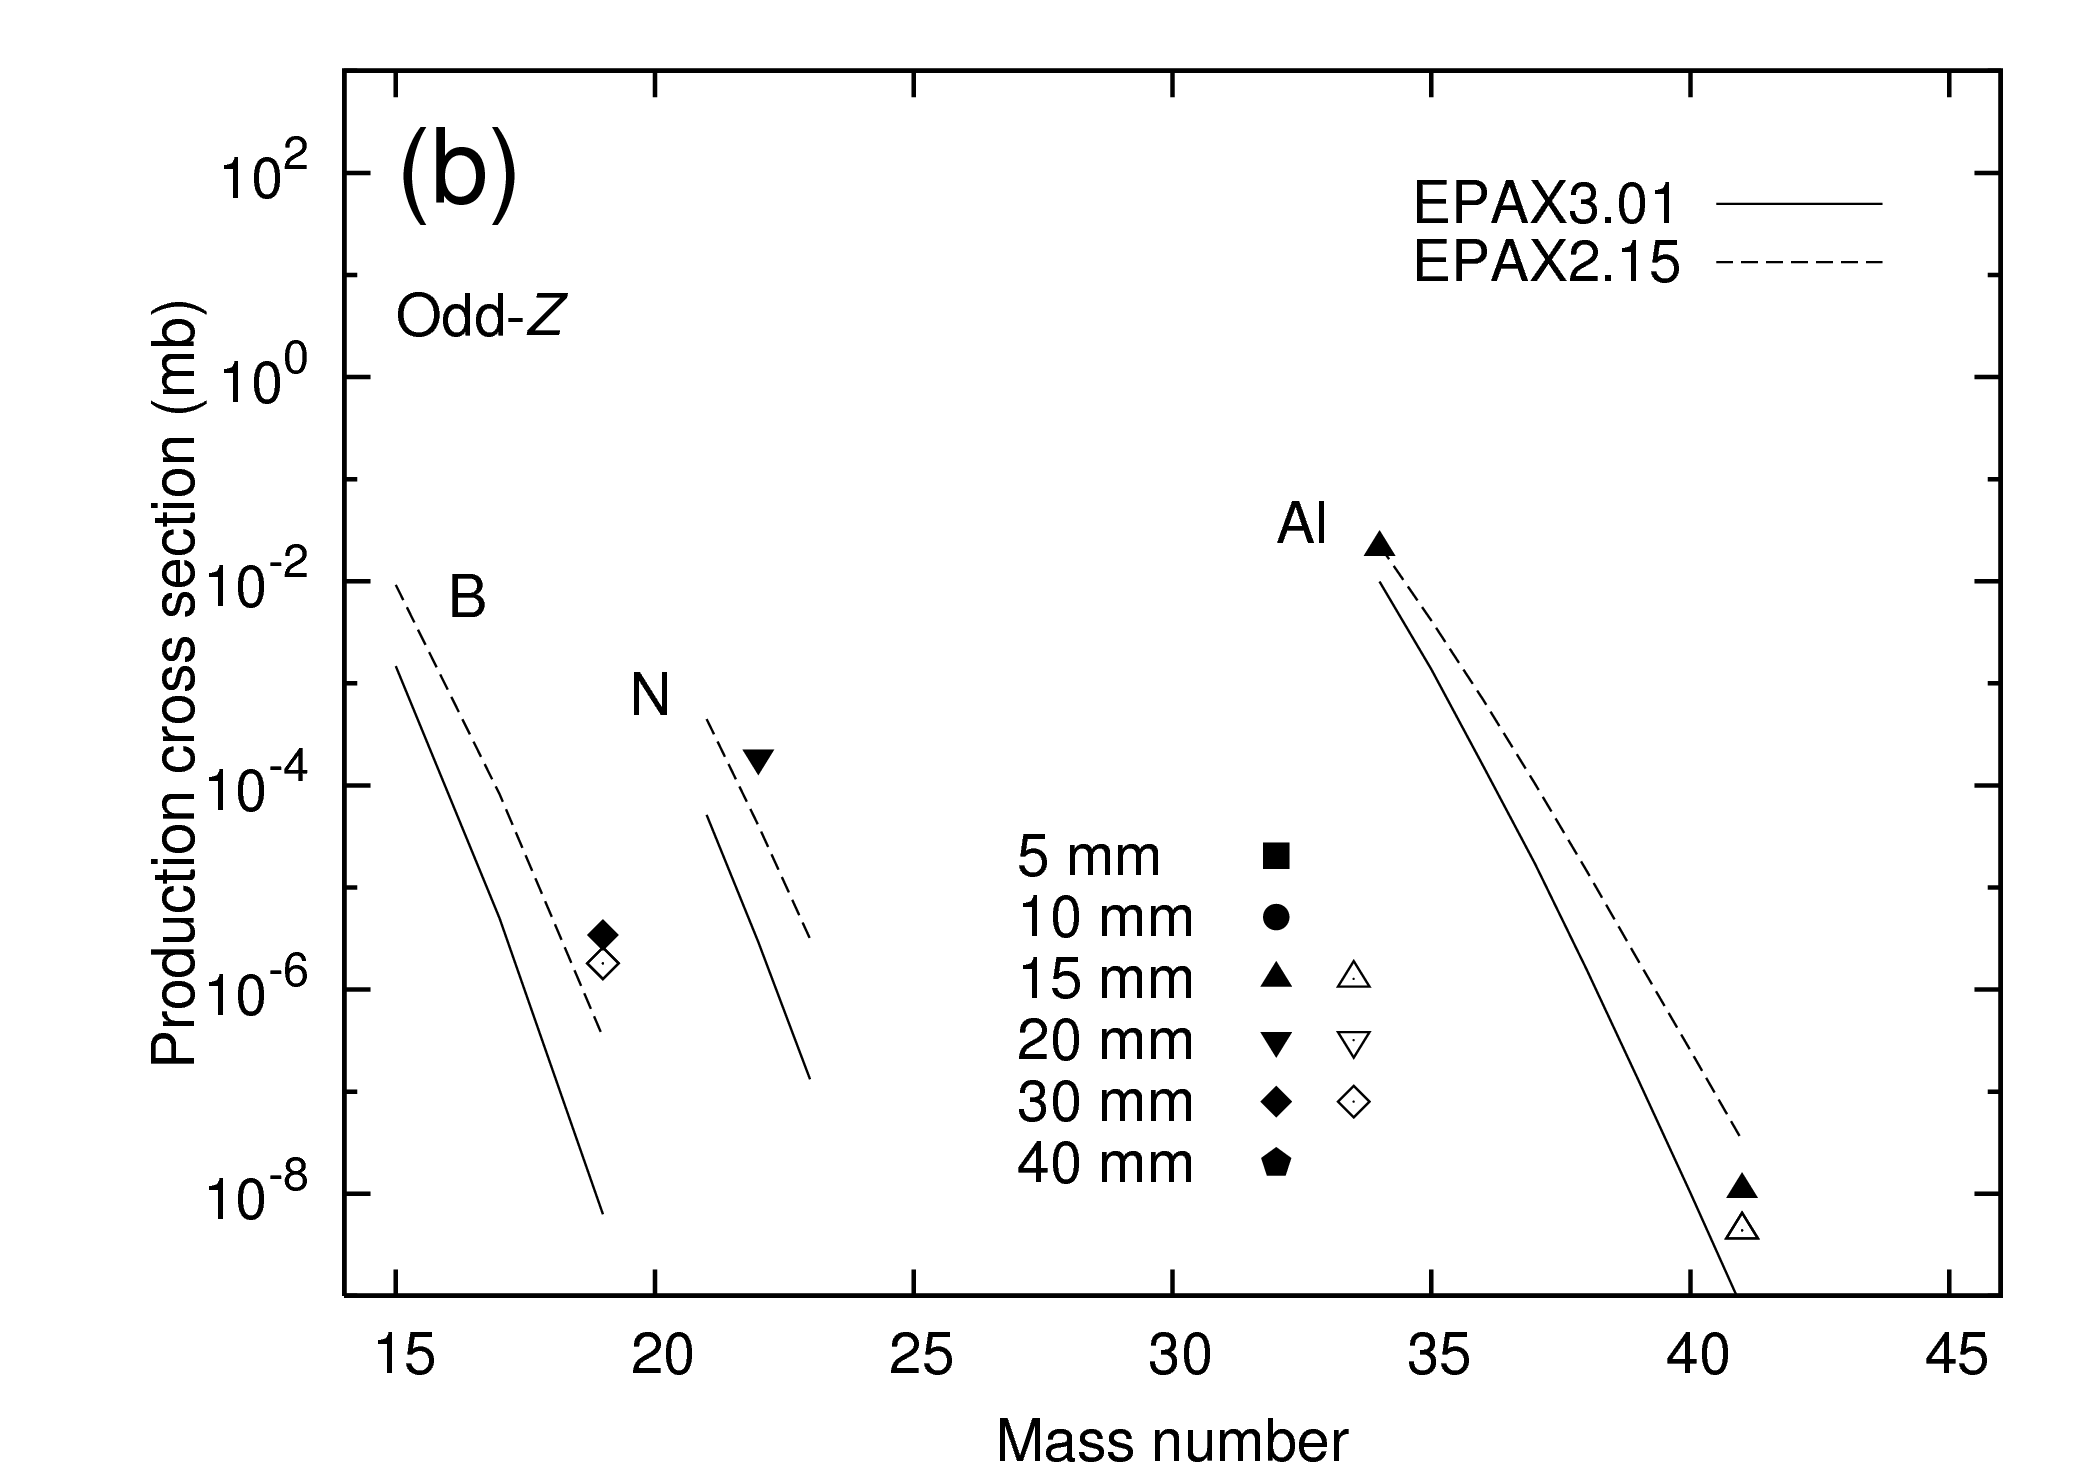 (b)
Odd-Z
EPAX3.01
EPAX2.15
Production cross section (mb)
10^2
10^0
10^-2
10^-4
10^-6
10^-8
B
N
Al
5 mm
10 mm
15 mm
20 mm
30 mm
40 mm
15 20 25 30 35 40 45
Mass number